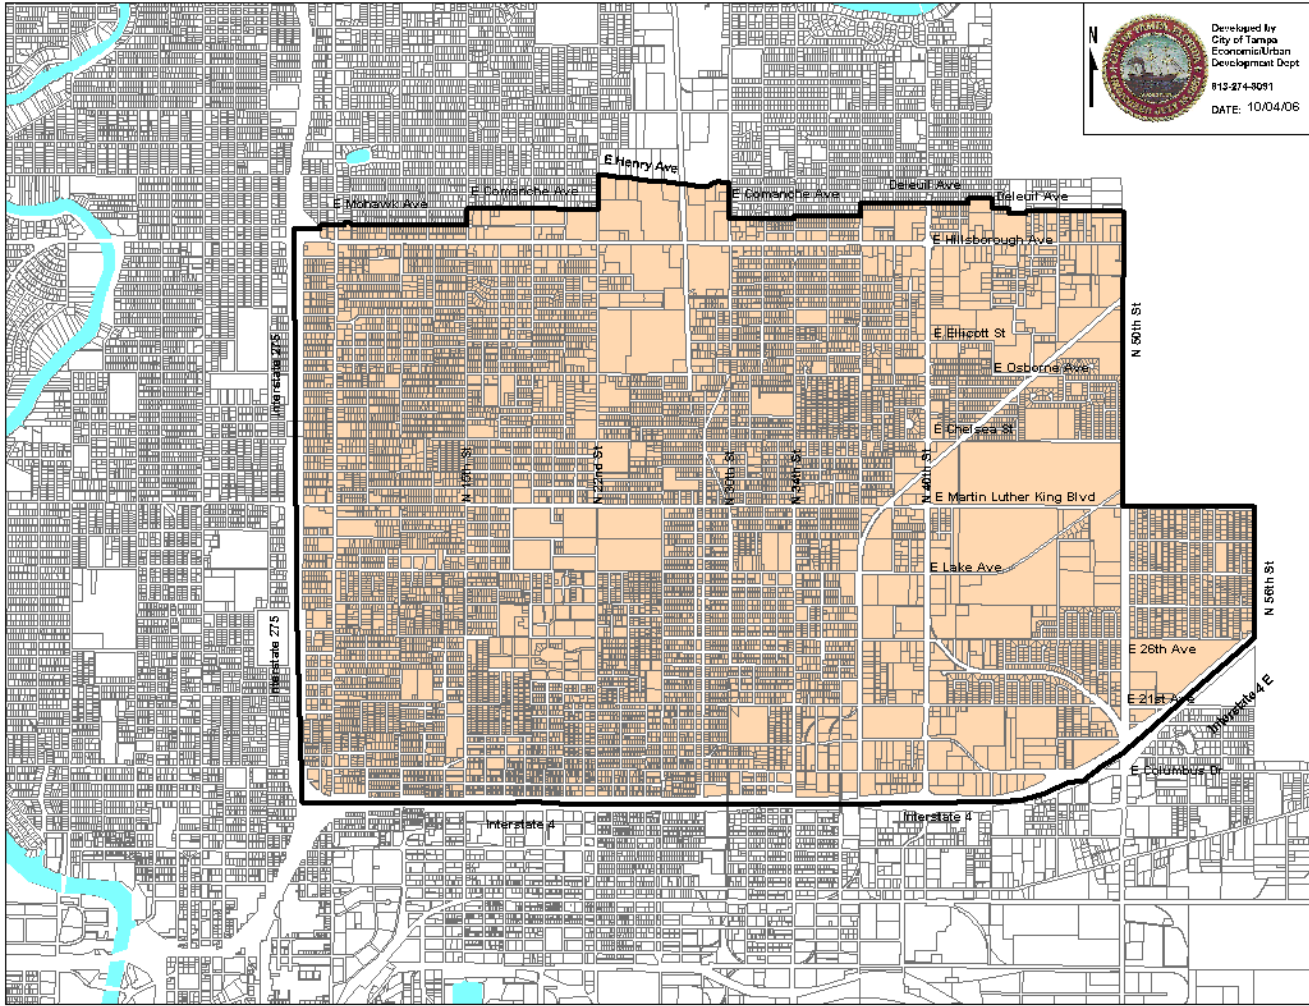 N
Developed by
City of Tampa
Economic/Urban
Development Dept
813-274-8091
DATE: 10/04/06
E Henry Ave
E Comanche Ave
E Comanche Ave
Deleuil Ave
Deleuil Ave
E Mohawk Ave
E Hillsborough Ave
N 50th St
E Ellicott St
Interstate 275
E Osborne Ave
E Chelsea St
N 15th St
N 22nd St
N 30th St
N 34th St
N 40th St
E Martin Luther King Blvd
E Lake Ave
N 56th St
Interstate 275
E 26th Ave
E 21st Ave
Interstate 4 E
E Columbus Dr
Interstate 4
Interstate 4